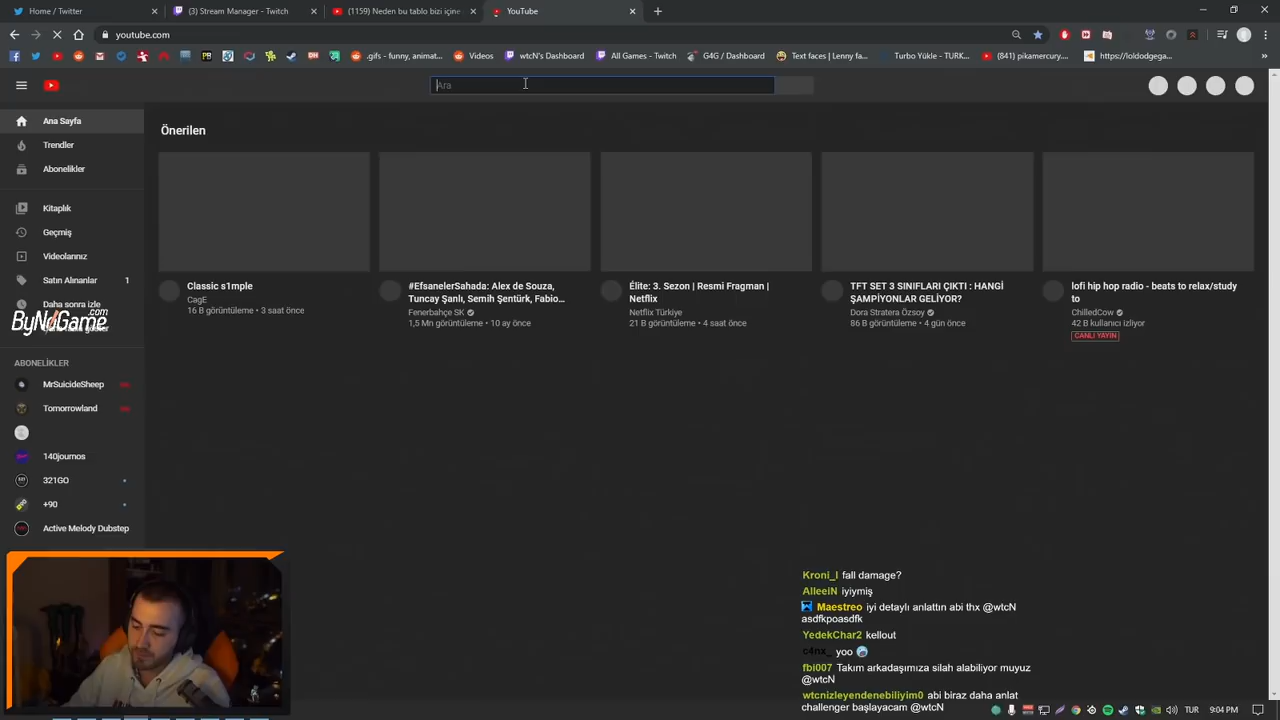 Home / Twitter
(3) Stream Manager - Twitch
(1159) Neden bu tablo bizi içine
YouTube
youtube.com
.gifs - funny, animat...
Videos
wtcN's Dashboard
All Games - Twitch
G4G / Dashboard
Text faces | Lenny fa...
Turbo Yükle - TURK...
(841) pikamercury.c...
https://loldodgega...
Ara
Ana Sayfa
Trendler
Abonelikler
Kitaplık
Geçmiş
Videolarınız
Satın Alınanlar 1
Daha sonra izle
ByNoGame.com
ABONELİKLER
MrSuicideSheep
Tomorrowland
140journos
321GO
+90
Active Melody Dubstep
Önerilen
Classic s1mple
CagE
16 B görüntüleme • 3 saat önce
#EfsanelerSahada: Alex de Souza,
Tuncay Şanlı, Semih Şentürk, Fabio...
Fenerbahçe SK
1,5 Mn görüntüleme • 10 ay önce
Élite: 3. Sezon | Resmi Fragman |
Netflix
Netflix Türkiye
21 B görüntüleme • 4 saat önce
TFT SET 3 SINIFLARI ÇIKTI : HANGİ
ŞAMPİYONLAR GELİYOR?
Dora Stratera Özsoy
86 B görüntüleme • 4 gün önce
lofi hip hop radio - beats to relax/study
to
ChilledCow
42 B kullanıcı izliyor
CANLI YAYIN
Kroni_l fall damage?
AlleeiN iyiymiş
Maestreo iyi detaylı anlattın abi thx @wtcN
asdfkpoasdfk
YedekChar2 kellout
c4nx_ yoo
fbi007 Takım arkadaşımıza silah alabiliyor muyuz
@wtcN
wtcnizleyendenebiliyim0 abi biraz daha anlat
challenger başlayacam @wtcN
TUR
9:04 PM